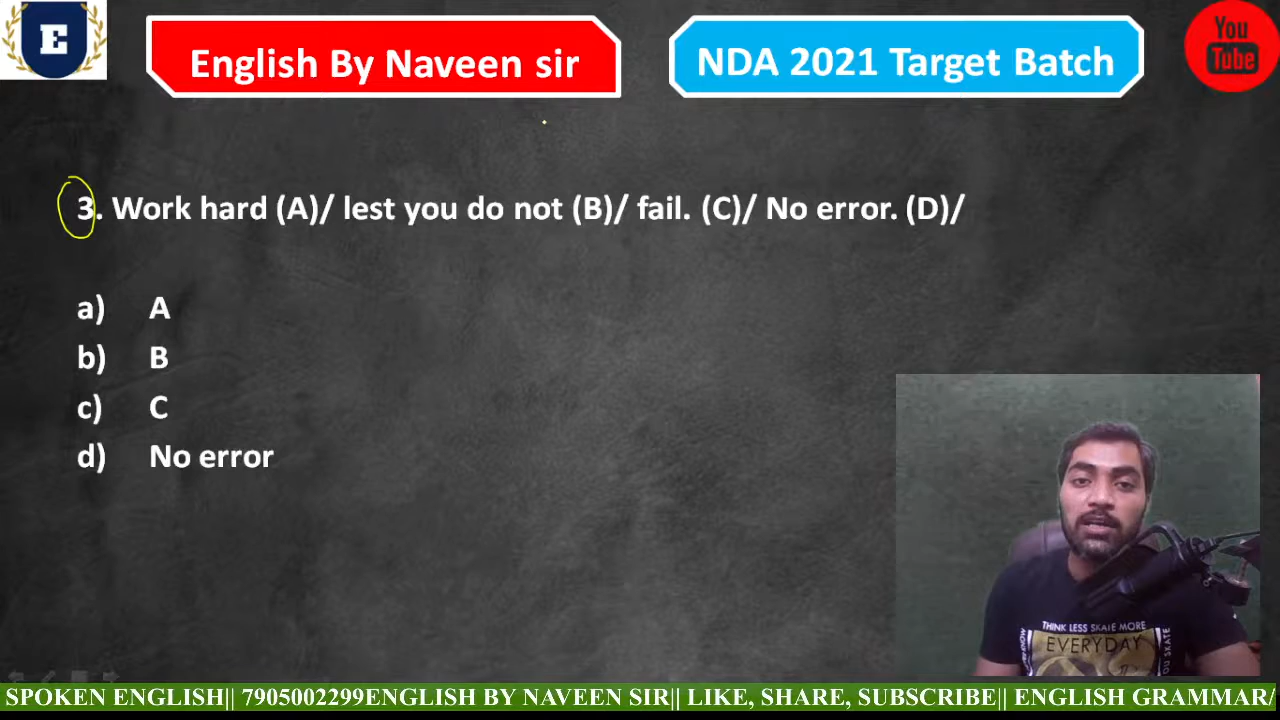 E
English By Naveen sir
NDA 2021 Target Batch
You
Tube
3. Work hard (A)/ lest you do not (B)/ fail. (C)/ No error. (D)/
a) A
b) B
c) C
d) No error
THINK LESS SKATE MORE
EVERYDAY
SPOKEN ENGLISH|| 7905002299ENGLISH BY NAVEEN SIR|| LIKE, SHARE, SUBSCRIBE|| ENGLISH GRAMMAR/